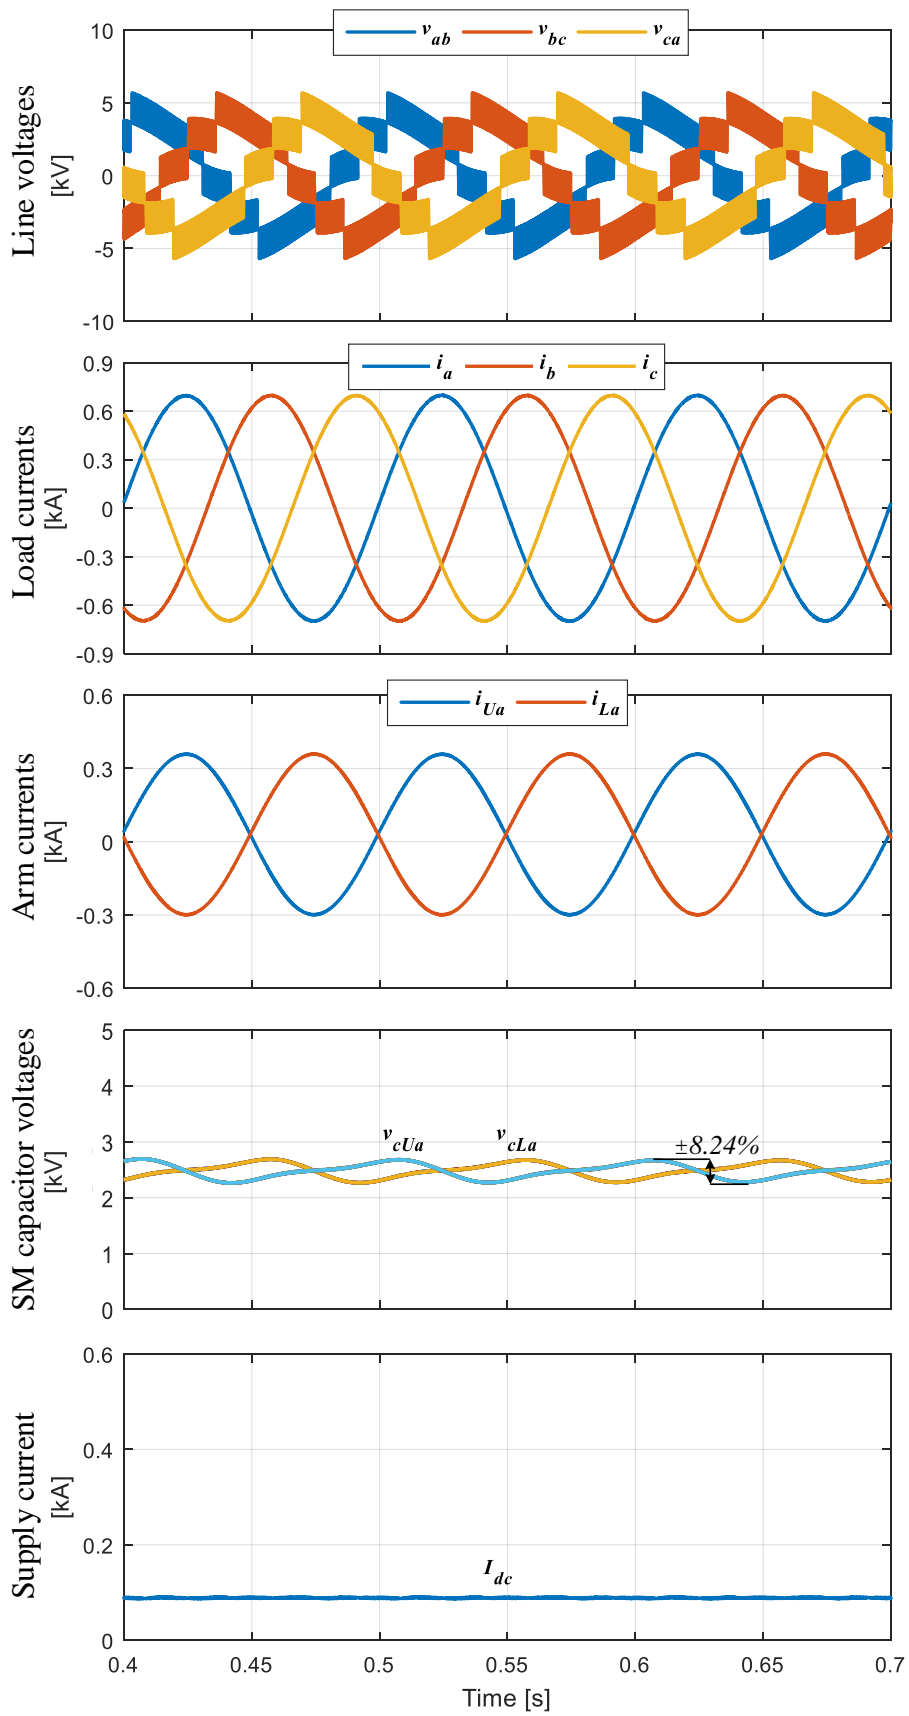 v_ab v_bc v_ca
10
5
0
-5
-10
Line voltages
[kV]
i_a i_b i_c
0.9
0.6
0.3
0
-0.3
-0.6
-0.9
Load currents
[kA]
i_Ua i_La
0.6
0.3
0
-0.3
-0.6
Arm currents
[kA]
5
4
3
2
1
0
SM capacitor voltages
[kV]
v_cUa v_cLa ±8.24%
0.6
0.4
0.2
0
Supply current
[kA]
I_dc
0.4 0.45 0.5 0.55 0.6 0.65 0.7
Time [s]